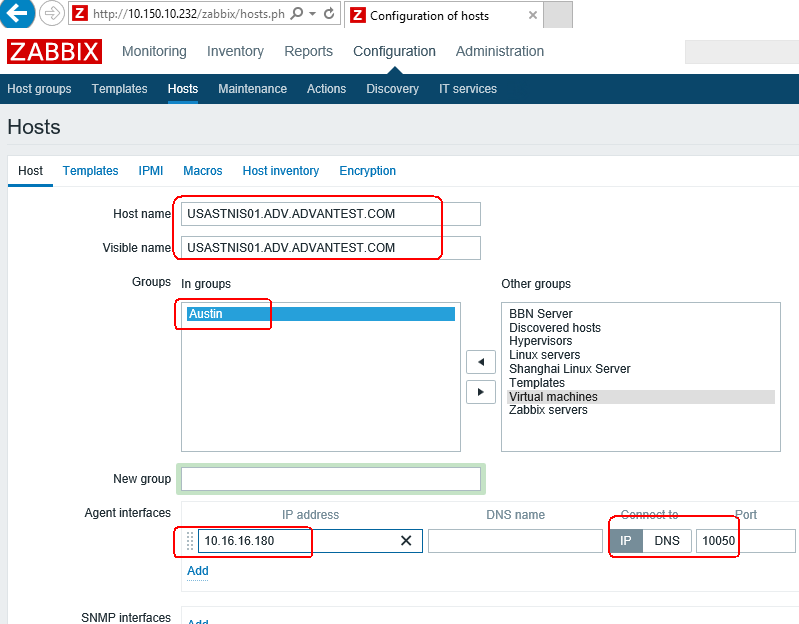 http://10.150.10.232/zabbix/hosts.ph
Z Configuration of hosts
ZABBIX Monitoring Inventory Reports Configuration Administration
Host groups Templates Hosts Maintenance Actions Discovery IT services
Hosts
Host Templates IPMI Macros Host inventory Encryption
Host name USASTNIS01.ADV.ADVANTEST.COM
Visible name USASTNIS01.ADV.ADVANTEST.COM
Groups In groups Other groups
Austin
BBN Server
Discovered hosts
Hypervisors
Linux servers
Shanghai Linux Server
Templates
Virtual machines
Zabbix servers
New group
Agent interfaces IP address DNS name Connect to Port
10.16.16.180 IP DNS 10050
Add
SNMP interfaces Add